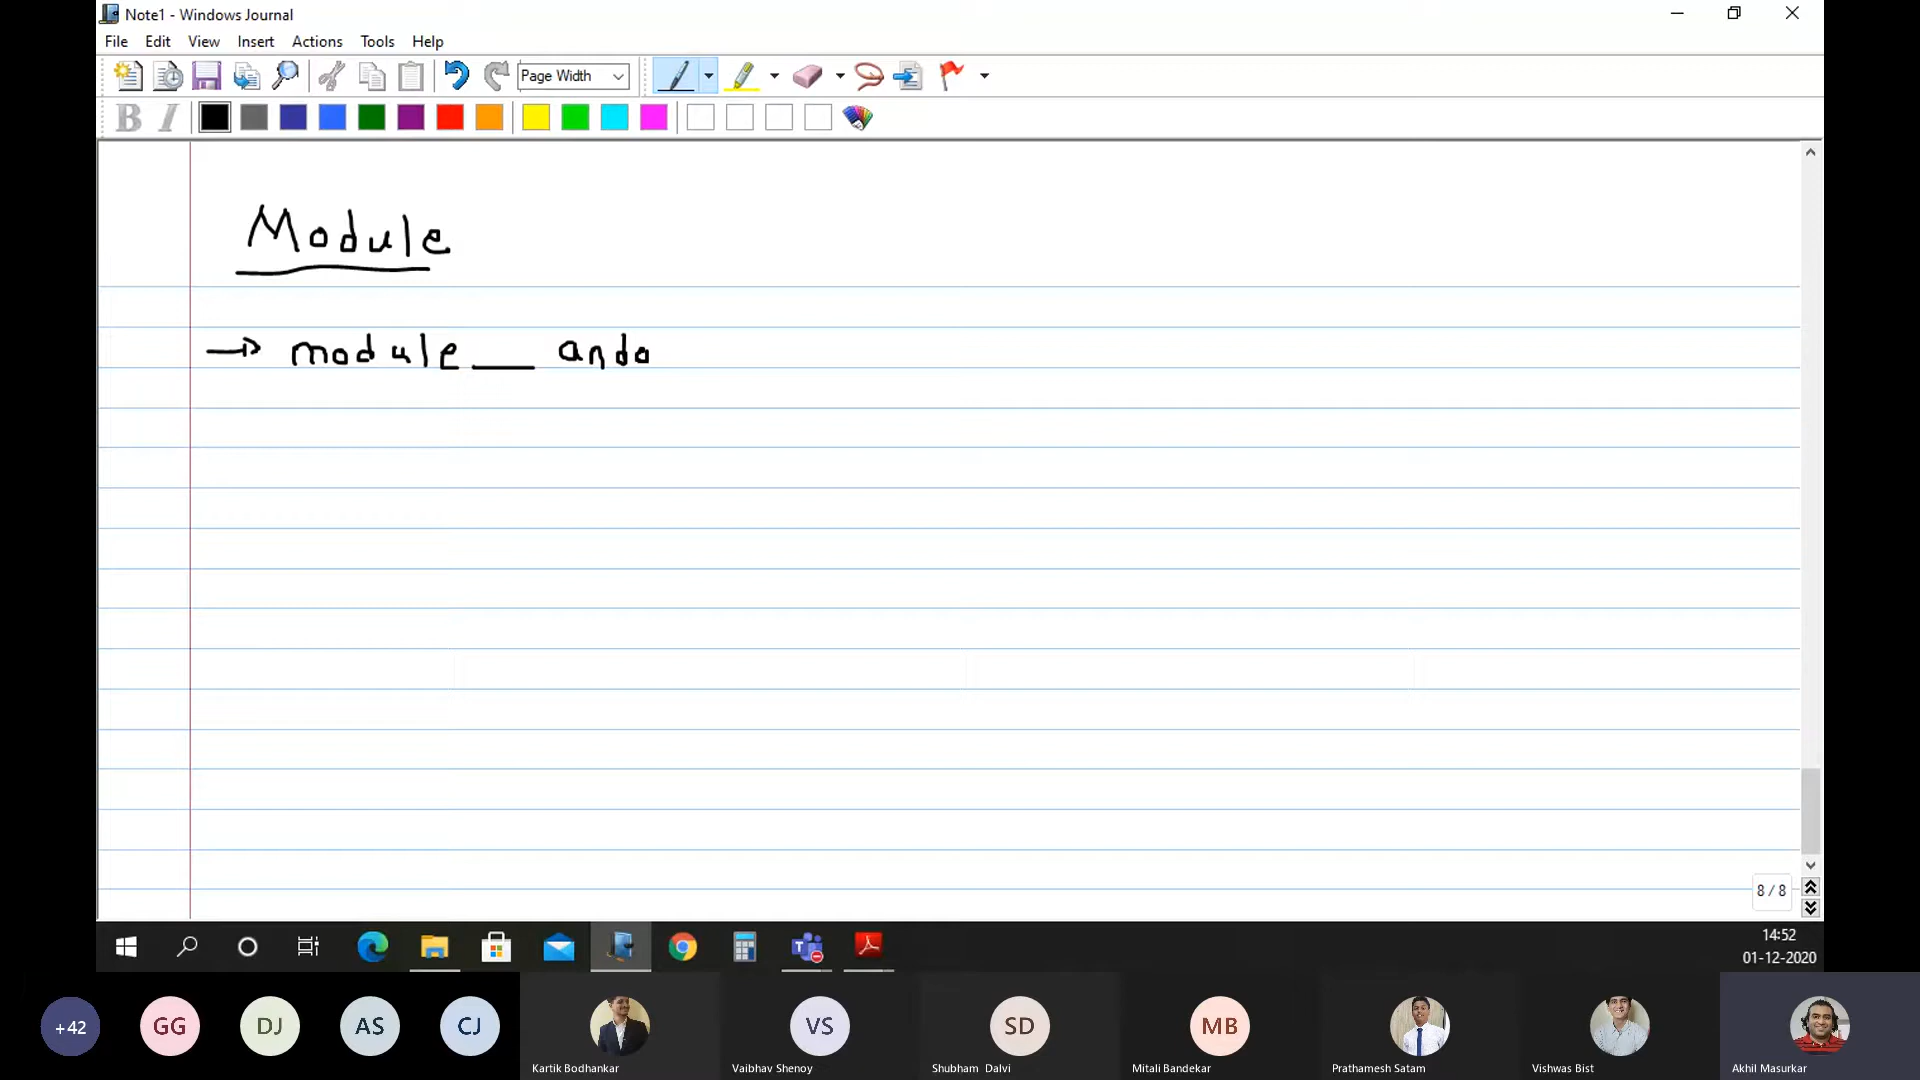 Note1 - Windows Journal
File Edit View Insert Actions Tools Help
Page Width
B I
Module
→ module ___ ando
8 / 8
14:52
01-12-2020
+42 GG DJ AS CJ VS SD MB
Kartik Bodhankar Vaibhav Shenoy Shubham Dalvi Mitali Bandekar Prathamesh Satam Vishwas Bist Akhil Masurkar